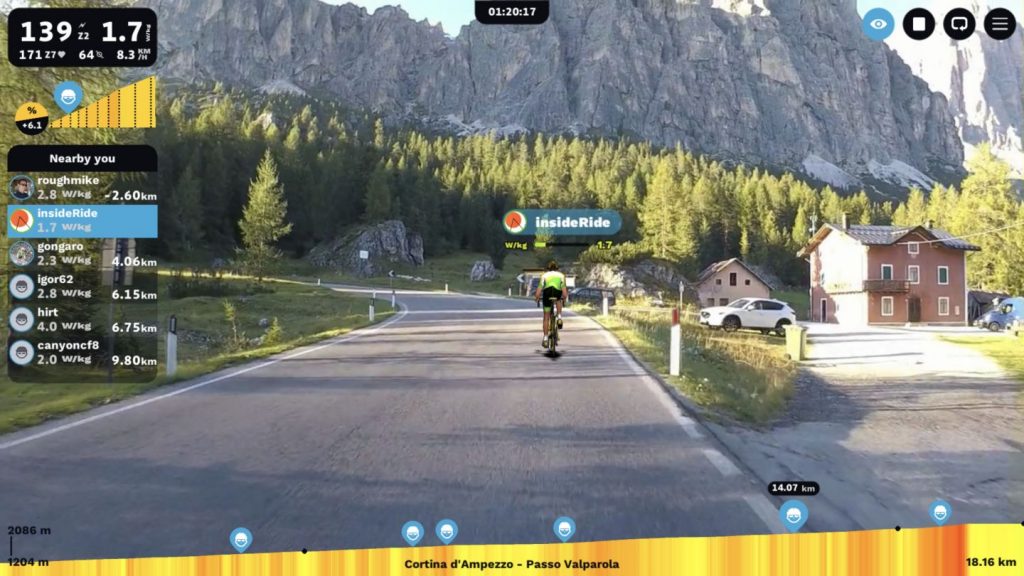 01:20:17
139 Z2 1.7 W/KG
171 Z7 64 8.3 KM/H
%
+6.1
Nearby you
roughmike
2.8 W/kg -2.60km
insideRide
1.7 W/kg
gongaro
2.3 W/kg 4.06km
igor62
2.8 W/kg 6.15km
hirt
4.0 W/kg 6.75km
canyoncf8
2.0 W/kg 9.80km
insideRide
W/kg 1.7
14.07 km
2086 m
1204 m
Cortina d'Ampezzo - Passo Valparola
18.16 km